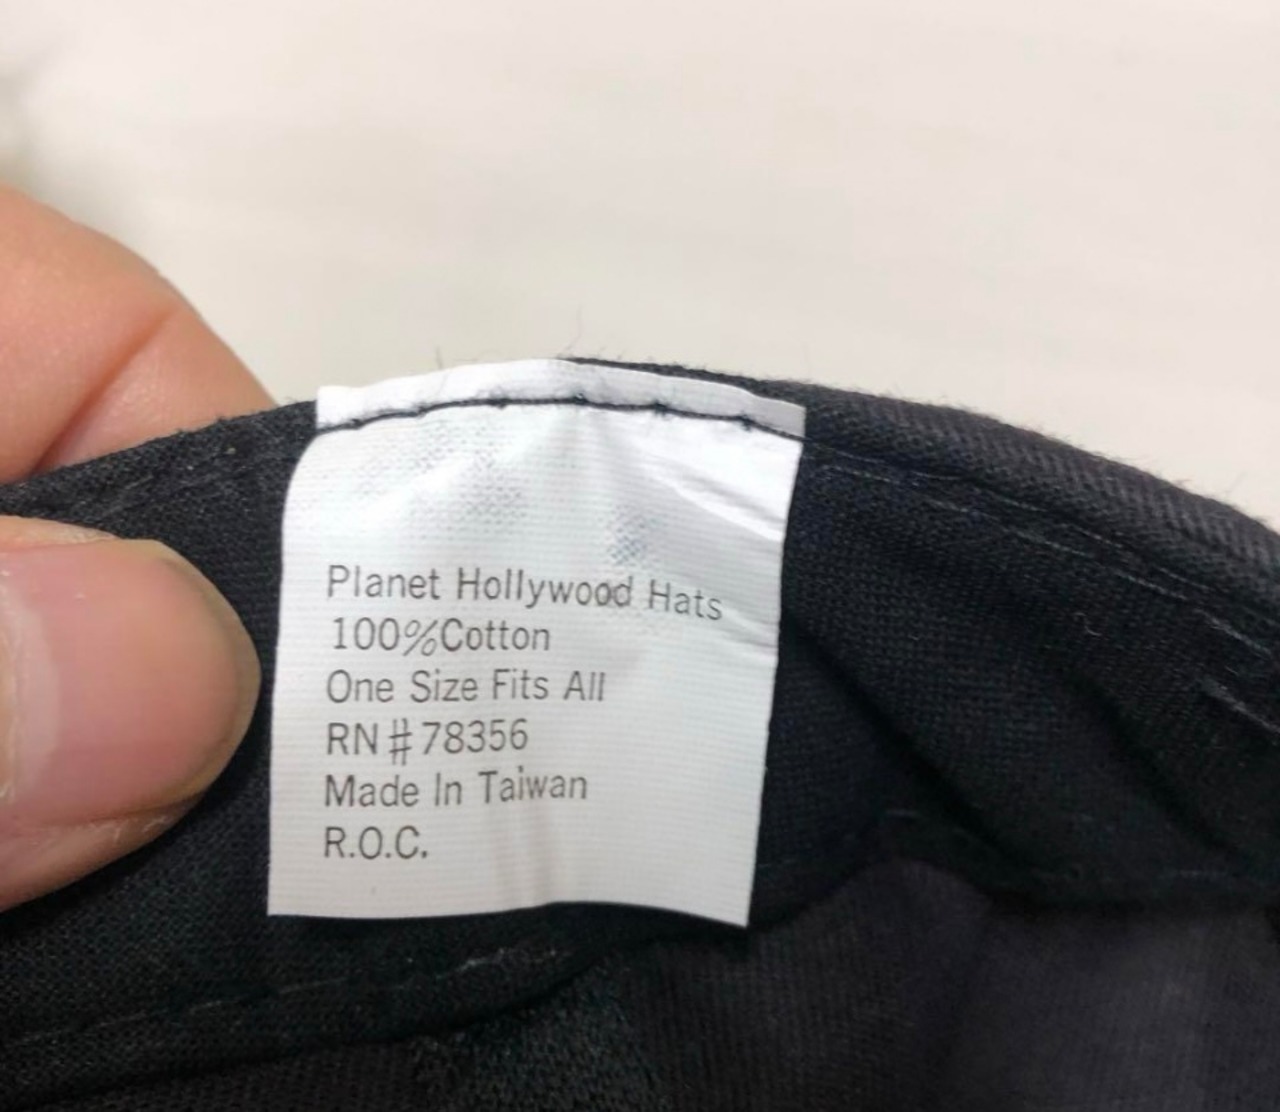 Planet Hollywood Hats
100%Cotton
One Size Fits All
RN#78356
Made In Taiwan
R.O.C.